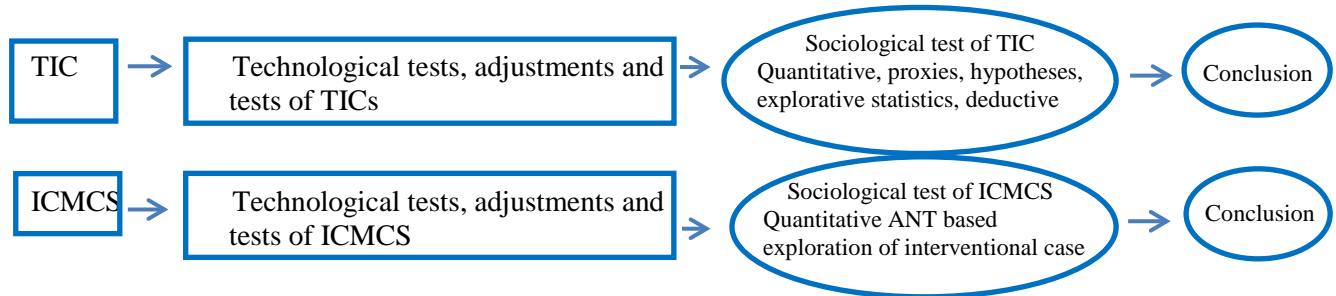 TIC
Technological tests, adjustments and
tests of TICs
Sociological test of TIC
Quantitative, proxies, hypotheses,
explorative statistics, deductive
Conclusion
ICMCS
Technological tests, adjustments and
tests of ICMCS
Sociological test of ICMCS
Quantitative ANT based
exploration of interventional case
Conclusion